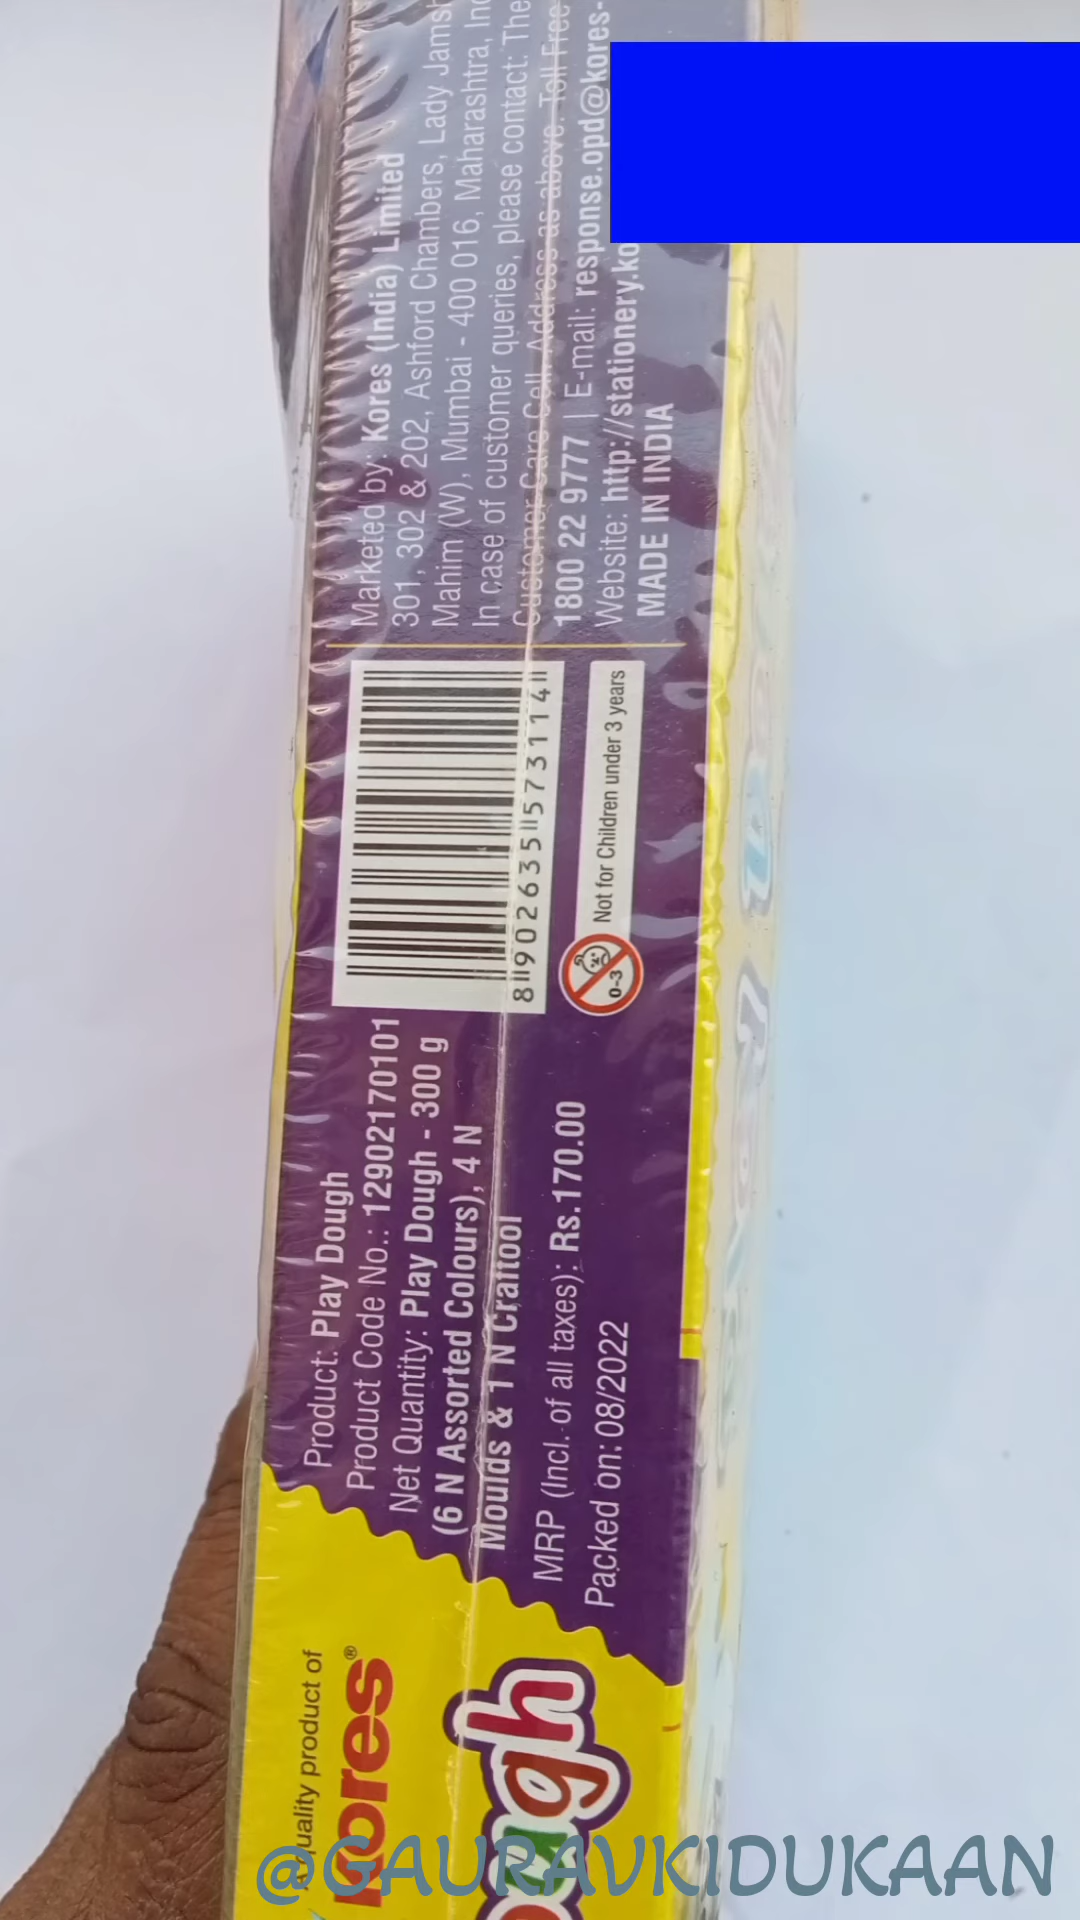 A quality product of
Kores®
ough
Product: Play Dough
Product Code No.: 12902170101
Net Quantity: Play Dough - 300 g
(6 N Assorted Colours), 4 N
Moulds & 1 N Craftool
MRP (Incl. of all taxes): Rs.170.00
Packed on: 08/2022
8 902635 573114
0-3
Not for Children under 3 years
Marketed by: Kores (India) Limited
301, 302 & 202, Ashford Chambers, Lady Jamsh
Mahim (W), Mumbai - 400 016, Maharashtra, Ind
In case of customer queries, please contact: The
Customer Care Cell, Address as above. Toll Free
1800 22 9777 | E-mail: response.opd@kores-
Website: http://stationery.ko
MADE IN INDIA
@GAURAVKIDUKAAN